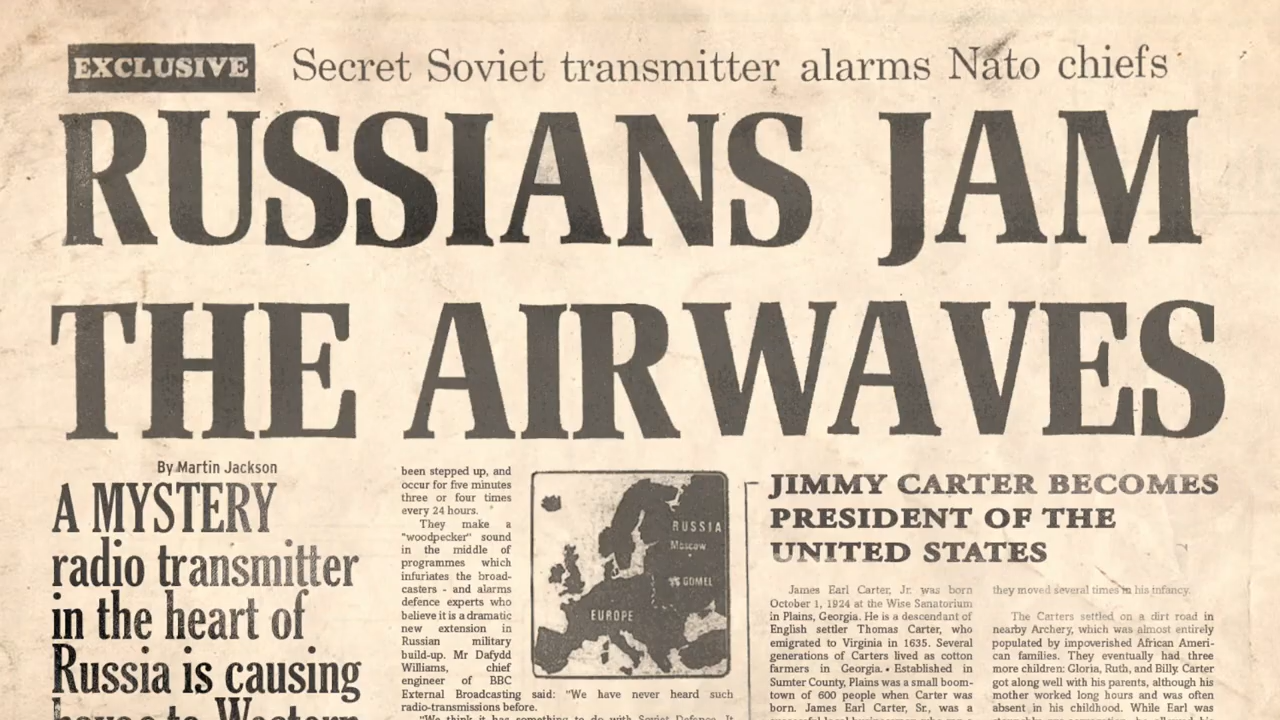 EXCLUSIVE Secret Soviet transmitter alarms Nato chiefs
RUSSIANS JAM
THE AIRWAVES
By Martin Jackson
A MYSTERY
radio transmitter
in the heart of
Russia is causing
been stepped up, and
occur for five minutes
three or four times
every 24 hours.
They make a
"woodpecker" sound
in the middle of
programmes which
infuriates the broad-
casters - and alarms
defence experts who
believe it is a dramatic
new extension in
Russian military
build-up. Mr Dafydd
Williams, chief
engineer of BBC
External Broadcasting said: "We have never heard such
radio-transmissions before.
"We think it has something to do with Soviet Defence. It
RUSSIA
Moscow
GOMEL
EUROPE
JIMMY CARTER BECOMES
PRESIDENT OF THE
UNITED STATES
James Earl Carter, Jr. was born
October 1, 1924 at the Wise Sanatorium
in Plains, Georgia. He is a descendant of
English settler Thomas Carter, who
emigrated to Virginia in 1635. Several
generations of Carters lived as cotton
farmers in Georgia. • Established in
Sumter County, Plains was a small boom-
town of 600 people when Carter was
born. James Earl Carter, Sr., was a
they moved several times in his infancy.
The Carters settled on a dirt road in
nearby Archery, which was almost entirely
populated by impoverished African Ameri-
can families. They eventually had three
more children: Gloria, Ruth, and Billy. Carter
got along well with his parents, although his
mother worked long hours and was often
absent in his childhood. While Earl was